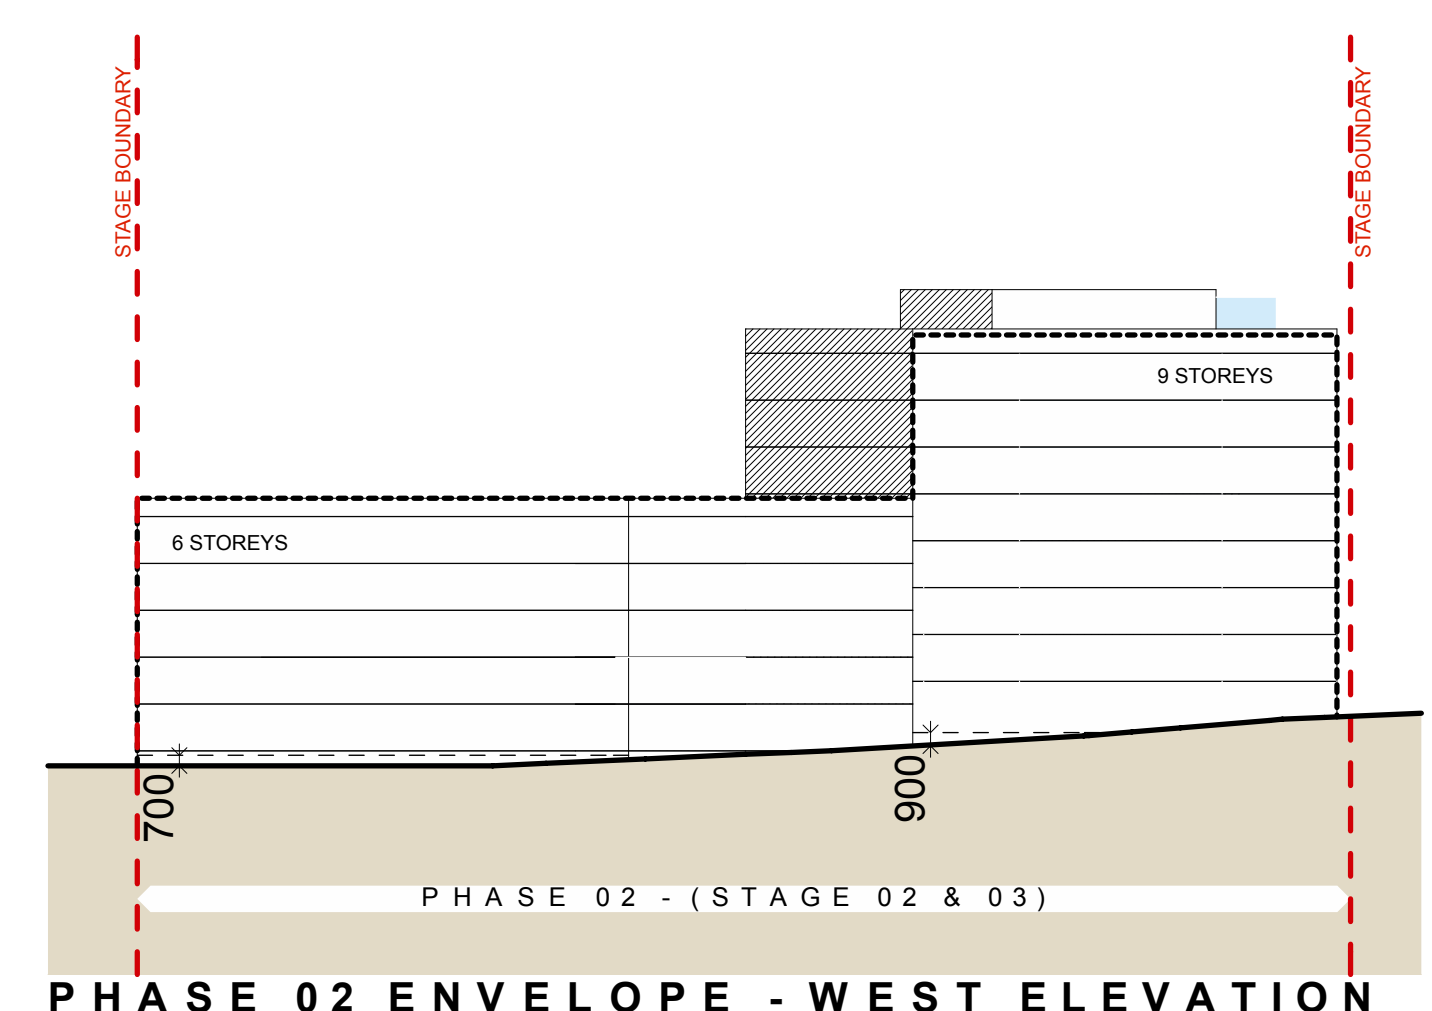 STAGE BOUNDARY
STAGE BOUNDARY
9 STOREYS
6 STOREYS
700
900
PHASE 02 - (STAGE 02 & 03)
PHASE 02 ENVELOPE - WEST ELEVATION